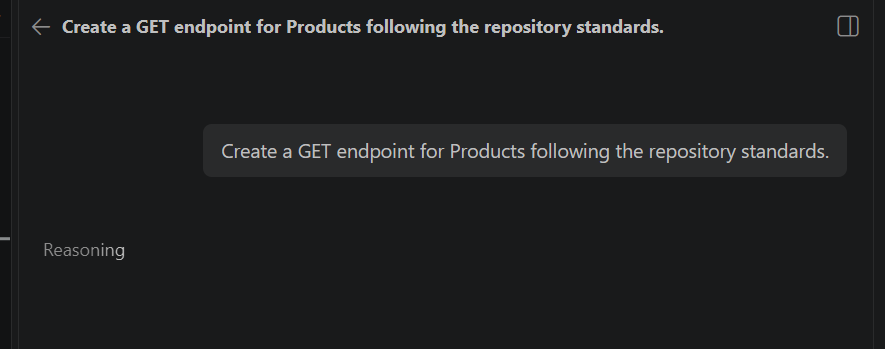 Create a GET endpoint for Products following the repository standards.
Create a GET endpoint for Products following the repository standards.
Reasoning